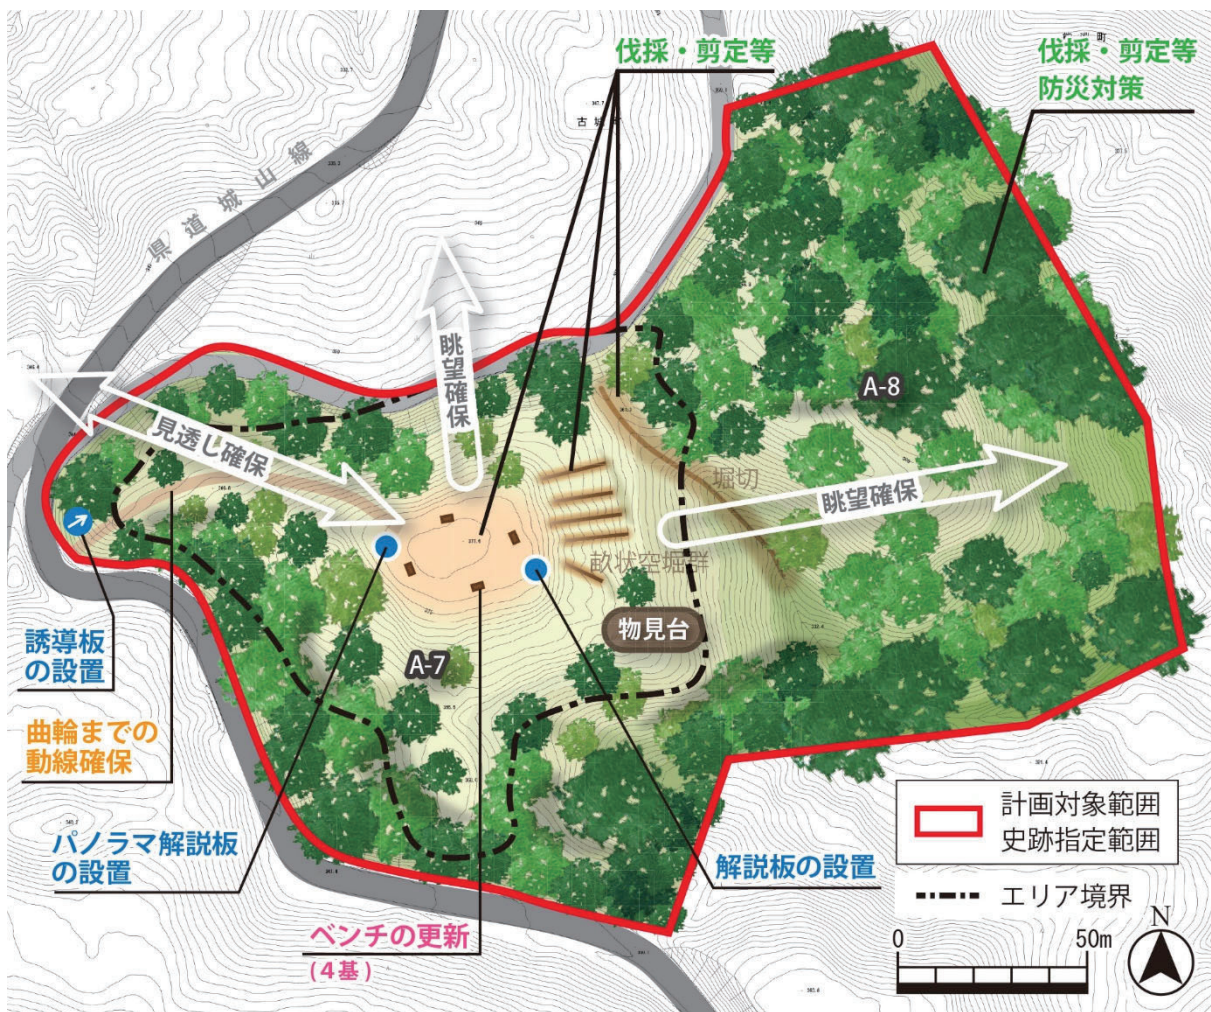 伐採・剪定等
伐採・剪定等
防災対策
県道城山線
眺望確保
見透し確保
A-8
堀切
眺望確保
畝状空堀群
物見台
A-7
誘導板
の設置
曲輪までの
動線確保
パノラマ解説板
の設置
解説板の設置
ベンチの更新
(4基)
計画対象範囲
史跡指定範囲
エリア境界
N
0 50m